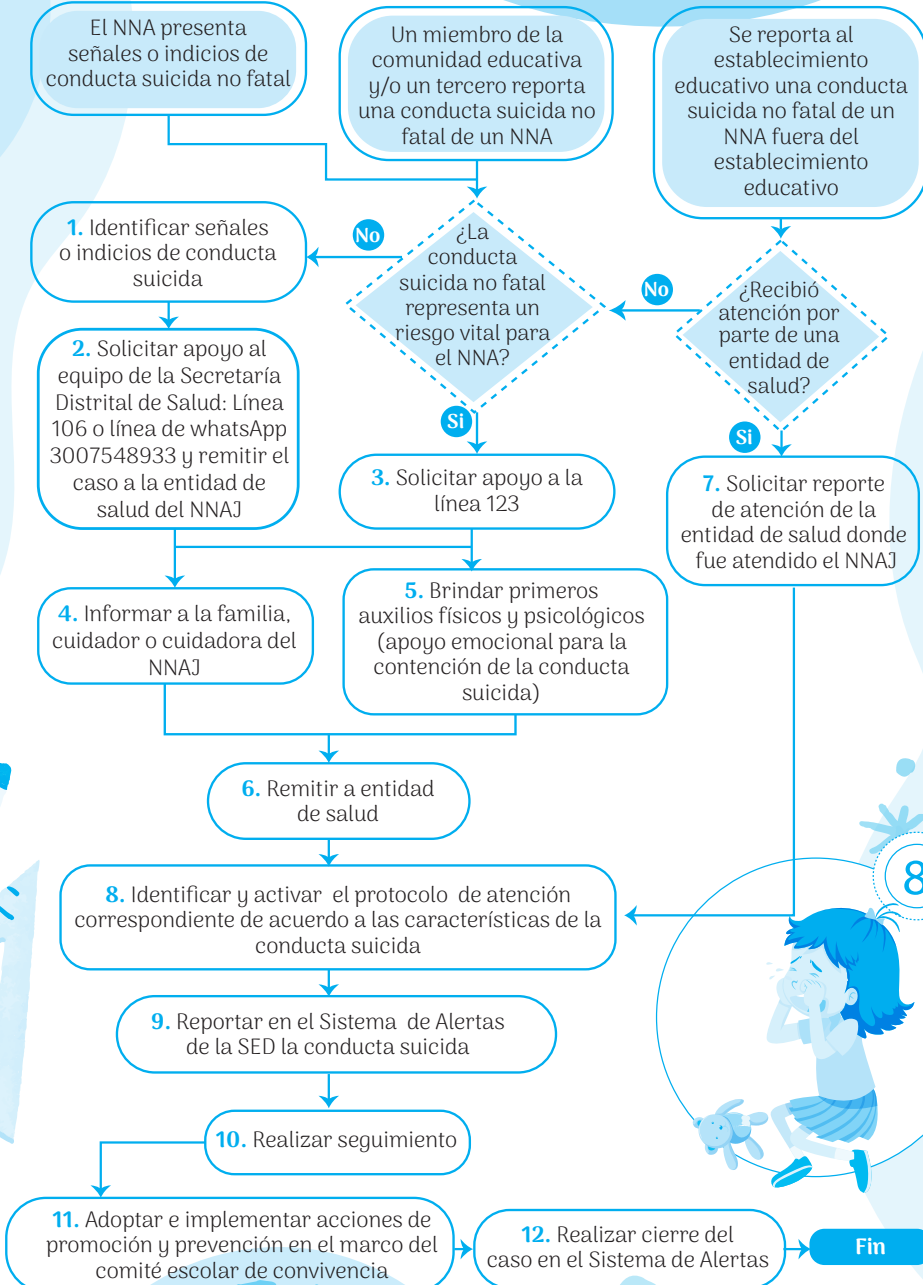 El NNA presenta
señales o indicios de
conducta suicida no fatal
Un miembro de la
comunidad educativa
y/o un tercero reporta
una conducta suicida no
fatal de un NNA
Se reporta al
establecimiento
educativo una conducta
suicida no fatal de un
NNA fuera del
establecimiento
educativo
1. Identificar señales
o indicios de conducta
suicida
No
¿La
conducta
suicida no fatal
representa un
riesgo vital para
el NNA?
No
¿Recibió
atención por
parte de una
entidad de
salud?
2. Solicitar apoyo al
equipo de la Secretaría
Distrital de Salud: Línea
106 o línea de whatsApp
3007548933 y remitir el
caso a la entidad de
salud del NNAJ
Si
Si
3. Solicitar apoyo a la
línea 123
7. Solicitar reporte
de atención de la
entidad de salud donde
fue atendido el NNAJ
4. Informar a la familia,
cuidador o cuidadora del
NNAJ
5. Brindar primeros
auxilios físicos y psicológicos
(apoyo emocional para la
contención de la conducta
suicida)
6. Remitir a entidad
de salud
8. Identificar y activar el protocolo de atención
correspondiente de acuerdo a las características de la
conducta suicida
8
9. Reportar en el Sistema de Alertas
de la SED la conducta suicida
10. Realizar seguimiento
11. Adoptar e implementar acciones de
promoción y prevención en el marco del
comité escolar de convivencia
12. Realizar cierre del
caso en el Sistema de Alertas
Fin